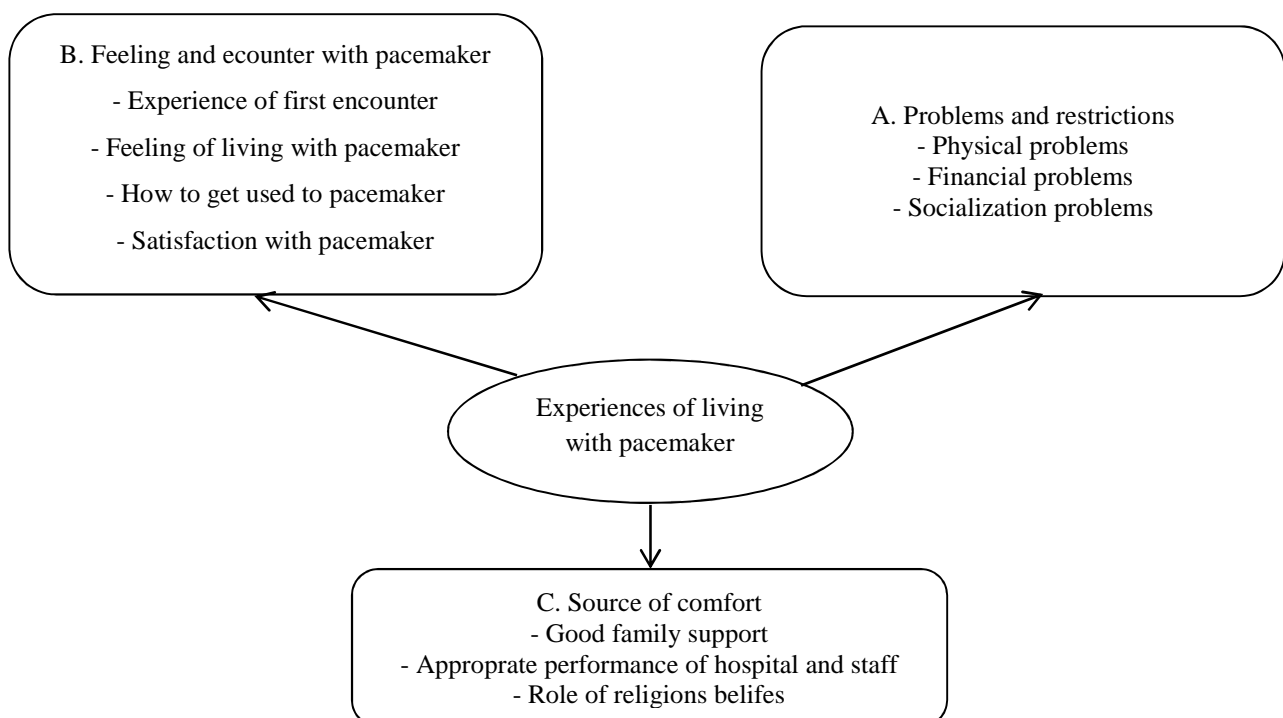 B. Feeling and ecounter with pacemaker
- Experience of first encounter
- Feeling of living with pacemaker
- How to get used to pacemaker
- Satisfaction with pacemaker
A. Problems and restrictions
- Physical problems
- Financial problems
- Socialization problems
Experiences of living
with pacemaker
C. Source of comfort
- Good family support
- Approprate performance of hospital and staff
- Role of religions belifes